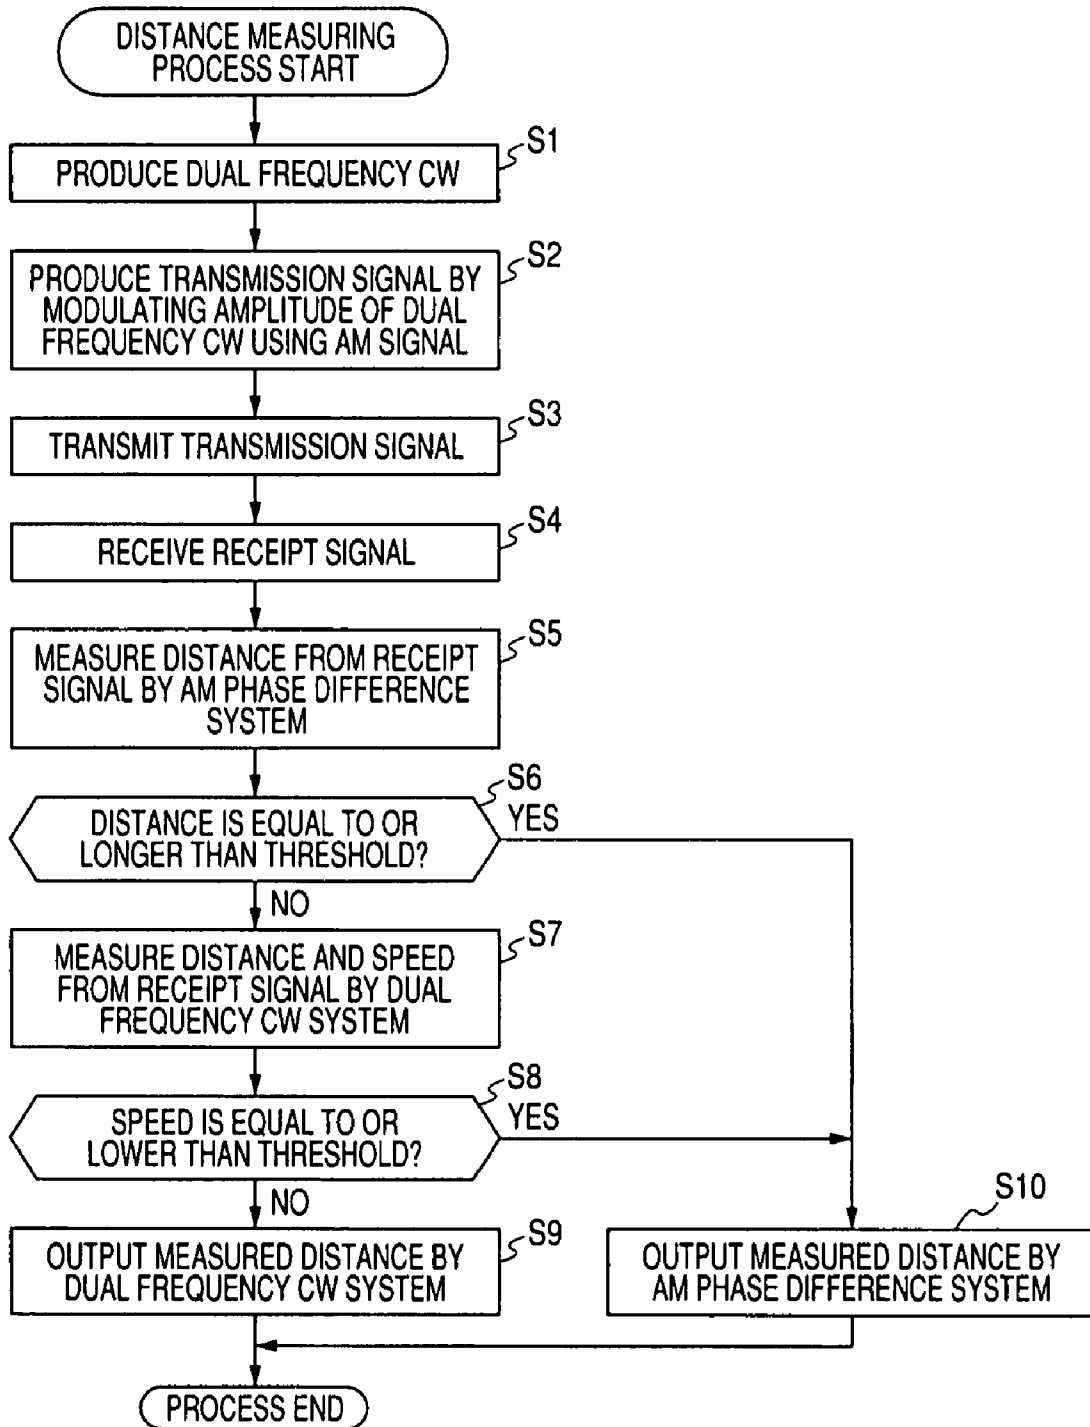 DISTANCE MEASURING
PROCESS START
S1
PRODUCE DUAL FREQUENCY CW
S2
PRODUCE TRANSMISSION SIGNAL BY
MODULATING AMPLITUDE OF DUAL
FREQUENCY CW USING AM SIGNAL
S3
TRANSMIT TRANSMISSION SIGNAL
S4
RECEIVE RECEIPT SIGNAL
S5
MEASURE DISTANCE FROM RECEIPT
SIGNAL BY AM PHASE DIFFERENCE
SYSTEM
S6
DISTANCE IS EQUAL TO OR
LONGER THAN THRESHOLD?
YES
NO
S7
MEASURE DISTANCE AND SPEED
FROM RECEIPT SIGNAL BY DUAL
FREQUENCY CW SYSTEM
S8
SPEED IS EQUAL TO OR
LOWER THAN THRESHOLD?
YES
NO
S9
OUTPUT MEASURED DISTANCE BY
DUAL FREQUENCY CW SYSTEM
S10
OUTPUT MEASURED DISTANCE BY
AM PHASE DIFFERENCE SYSTEM
PROCESS END